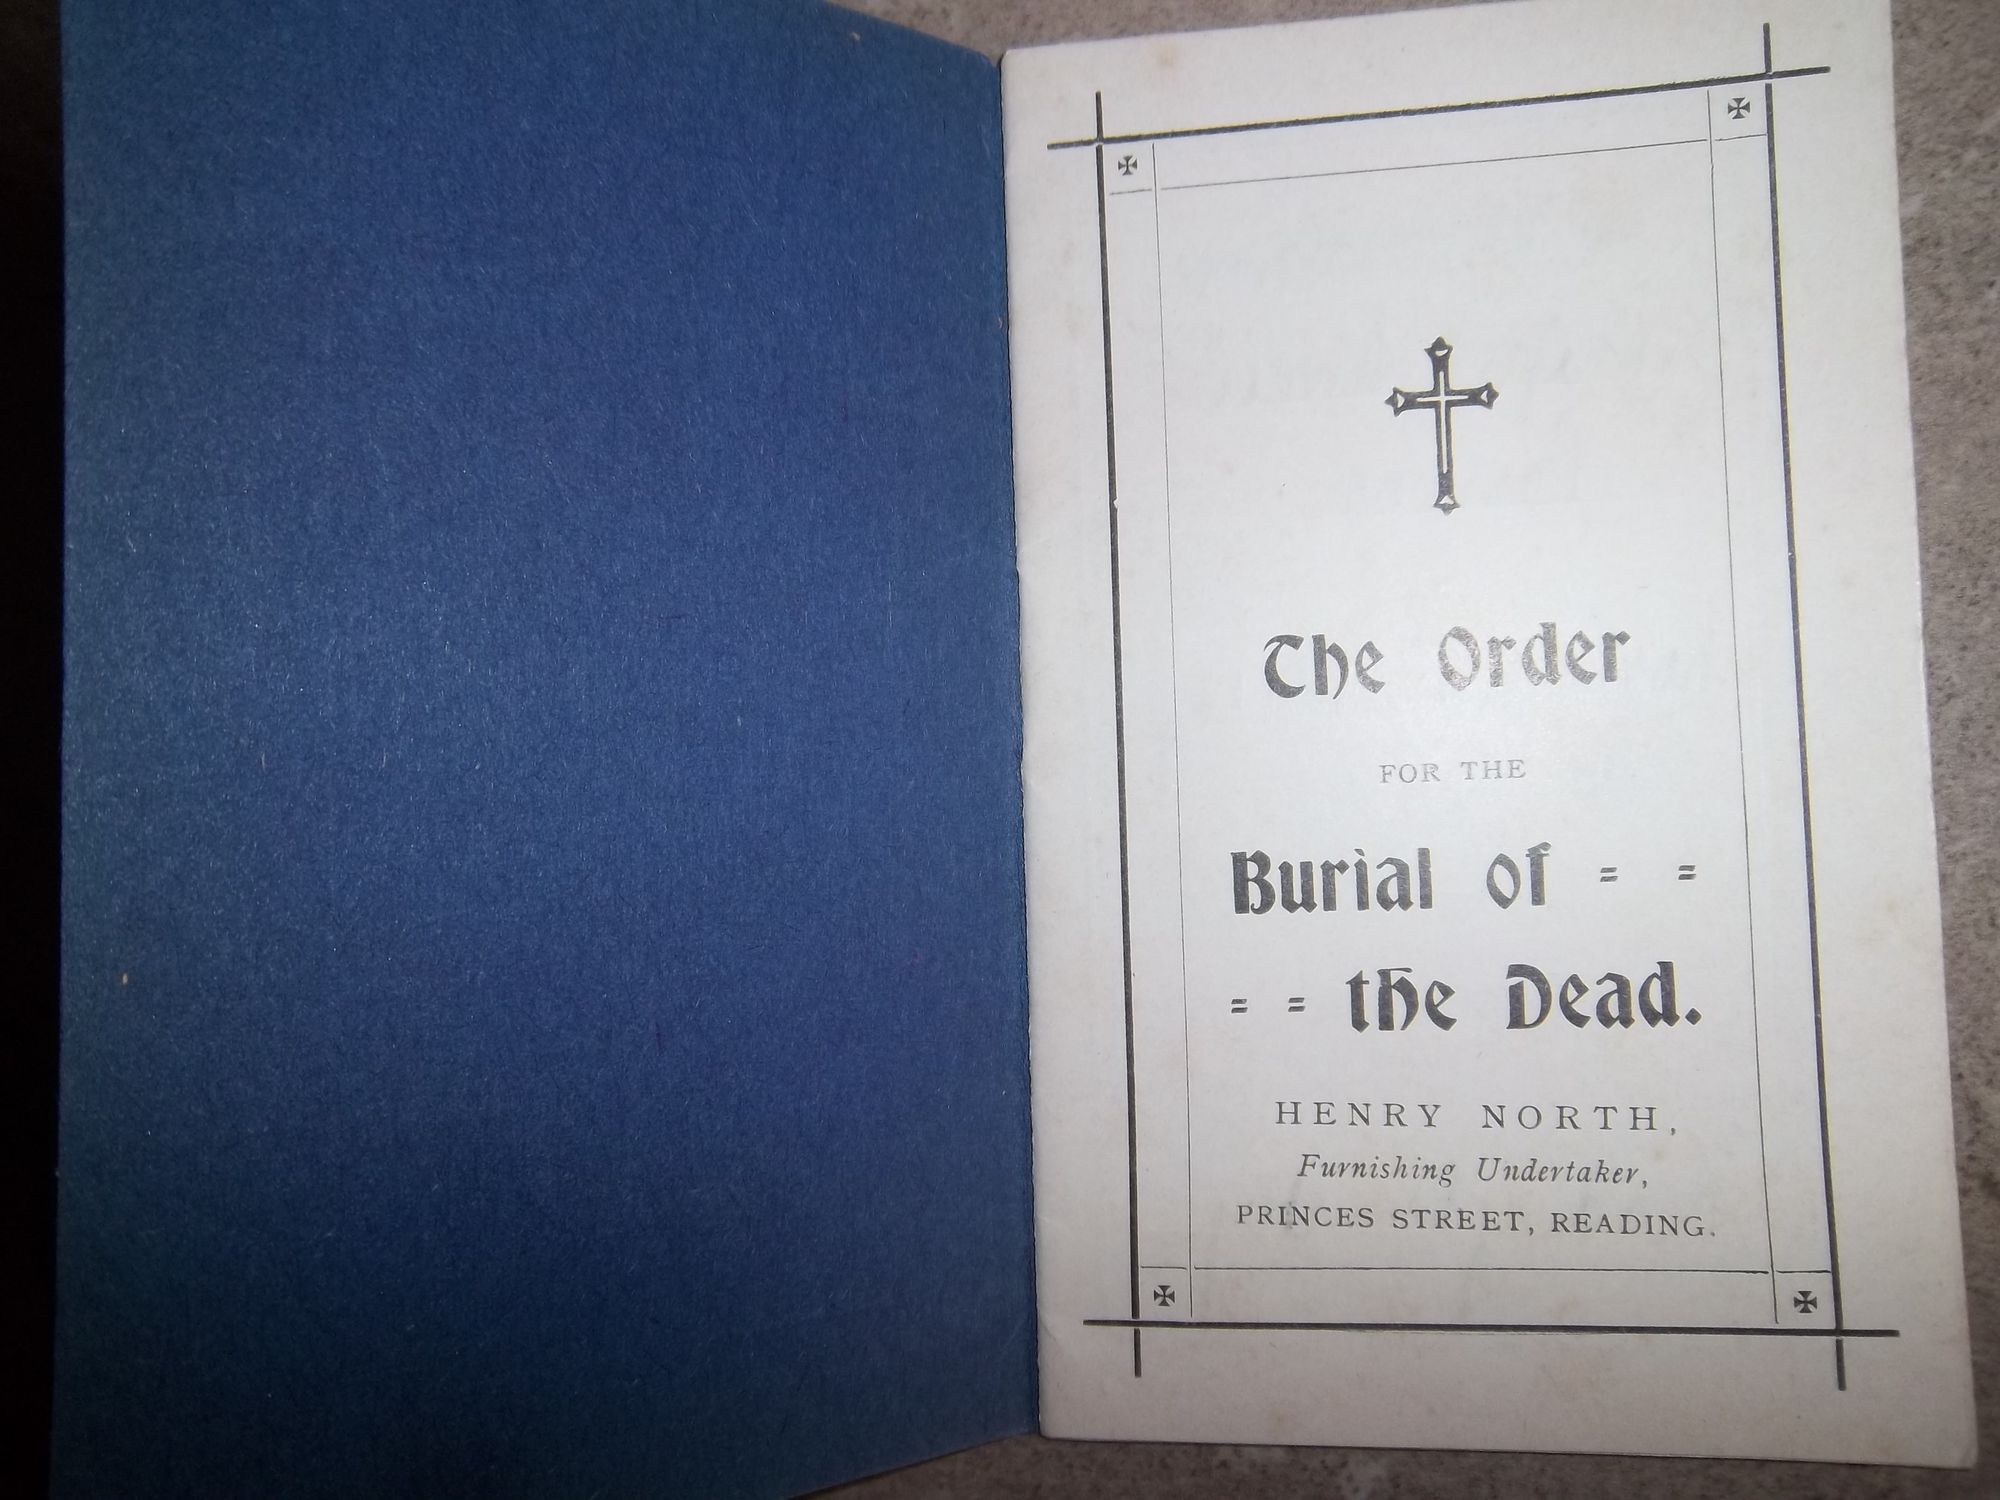 The Order
FOR THE
Burial of = =
= = the Dead.
HENRY NORTH,
Furnishing Undertaker,
PRINCES STREET, READING.